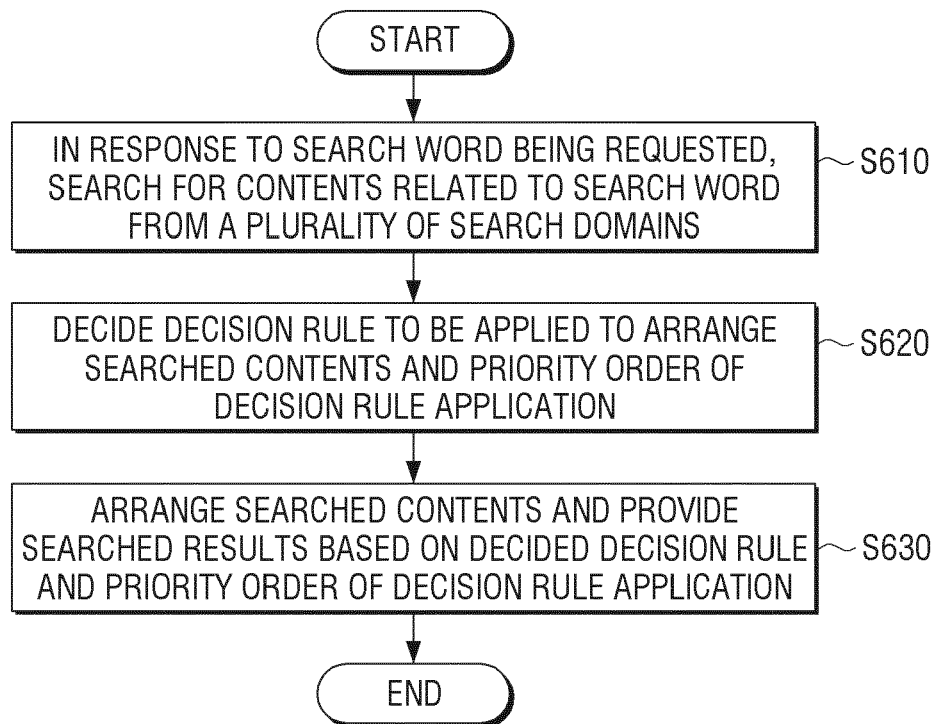 START
IN RESPONSE TO SEARCH WORD BEING REQUESTED,
SEARCH FOR CONTENTS RELATED TO SEARCH WORD
FROM A PLURALITY OF SEARCH DOMAINS
S610
DECIDE DECISION RULE TO BE APPLIED TO ARRANGE
SEARCHED CONTENTS AND PRIORITY ORDER OF
DECISION RULE APPLICATION
S620
ARRANGE SEARCHED CONTENTS AND PROVIDE
SEARCHED RESULTS BASED ON DECIDED DECISION RULE
AND PRIORITY ORDER OF DECISION RULE APPLICATION
S630
END